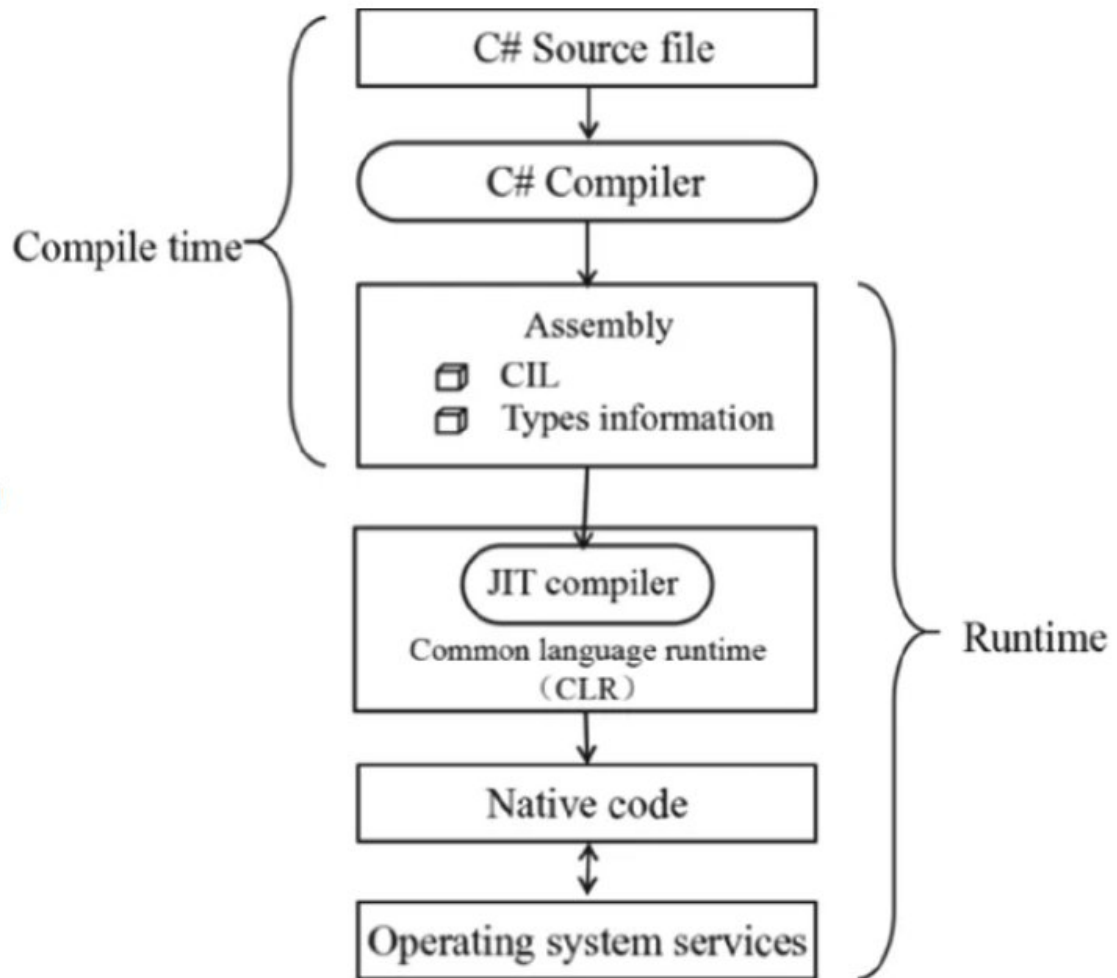 C# Source file
C# Compiler
Compile time
Assembly
CIL
Types information
JIT compiler
Common language runtime
（CLR）
Runtime
Native code
Operating system services